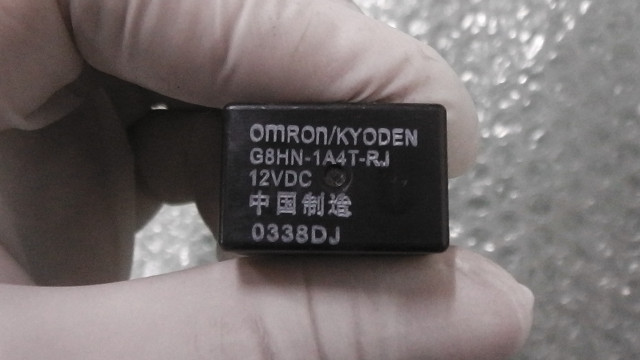 OMRON/KYODEN
G8HN-1A4T-RJ
12VDC
中国制造
0338DJ